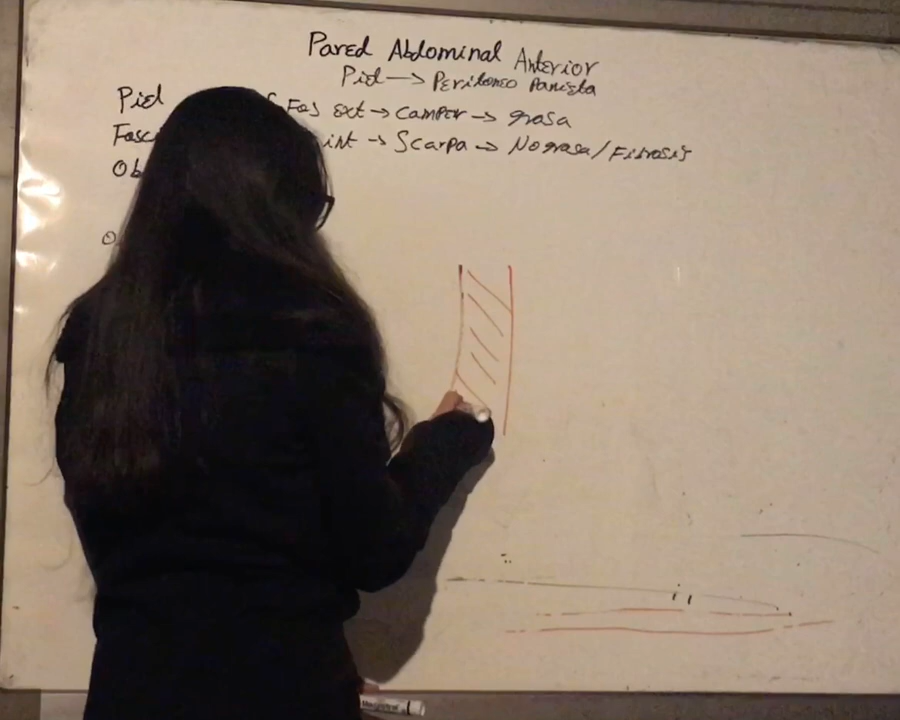 Pared Abdominal Anterior
Piel → Peritoneo Parietal
Piel Fas ext → camper → grasa
Fasc int → Scarpa → No grasa / Fibrosis
Ob
O